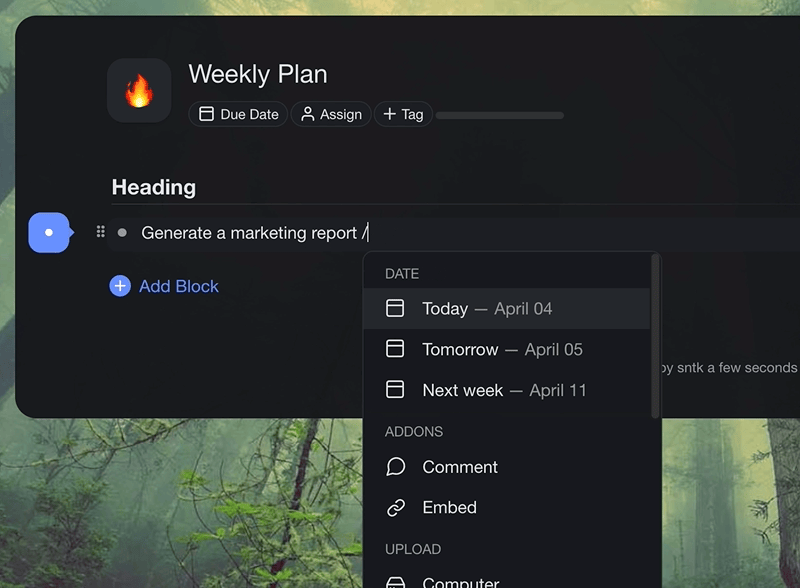 Weekly Plan
Due Date
Assign
Tag
Heading
Generate a marketing report /
Add Block
DATE
Today — April 04
Tomorrow — April 05
by sntk a few seconds
Next week — April 11
ADDONS
Comment
Embed
UPLOAD
Computer